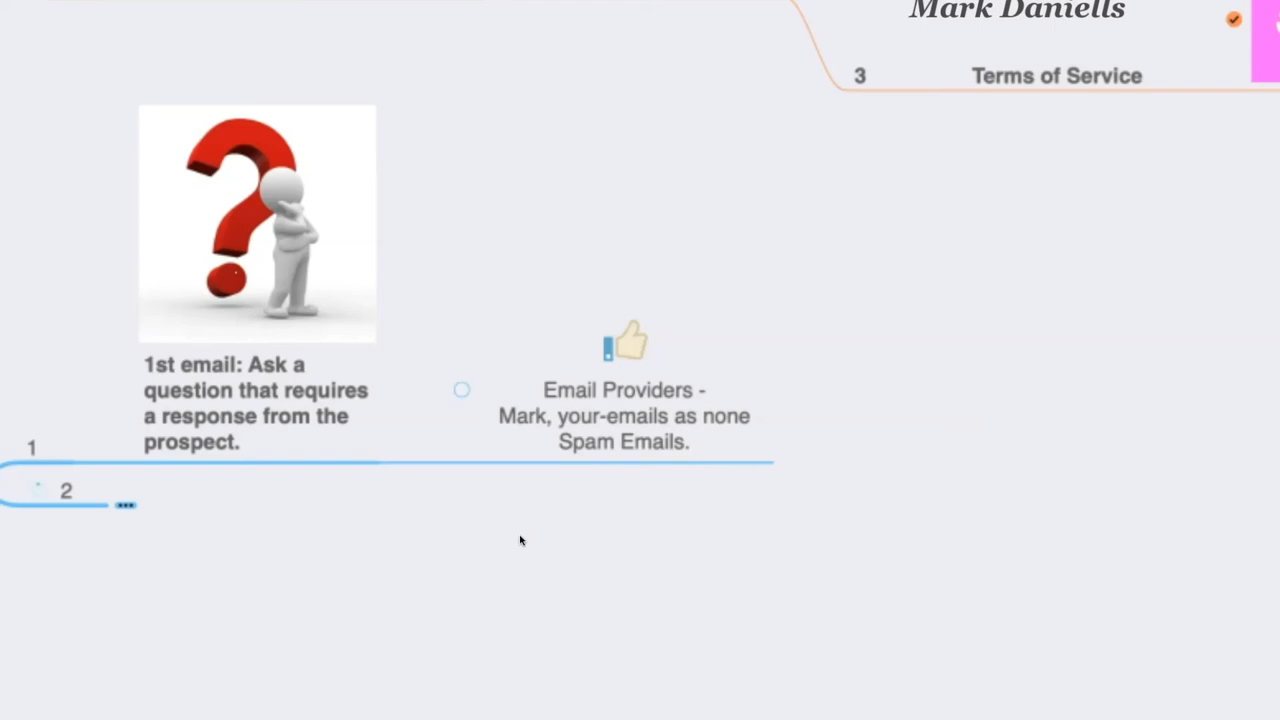 Mark Daniells
3 Terms of Service
1st email: Ask a
question that requires
a response from the
prospect.
Email Providers -
Mark, your-emails as none
Spam Emails.
1
2